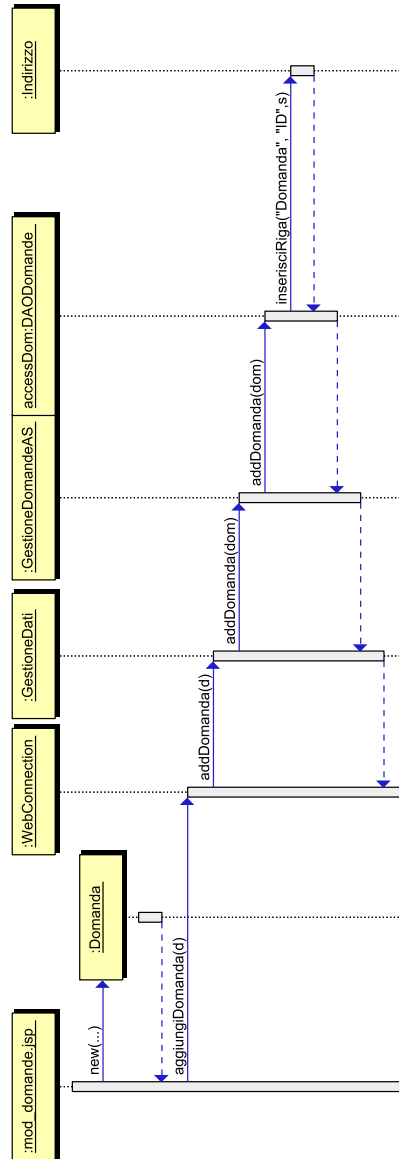 :mod_domande.jsp
:Domanda
:WebConnection
:GestioneDati
:GestioneDomandeAS
accessDom:DAODomande
:Indirizzo
new(...)
aggiungiDomanda(d)
addDomanda(d)
addDomanda(dom)
addDomanda(dom)
inserisciRiga("Domanda", "ID",s)